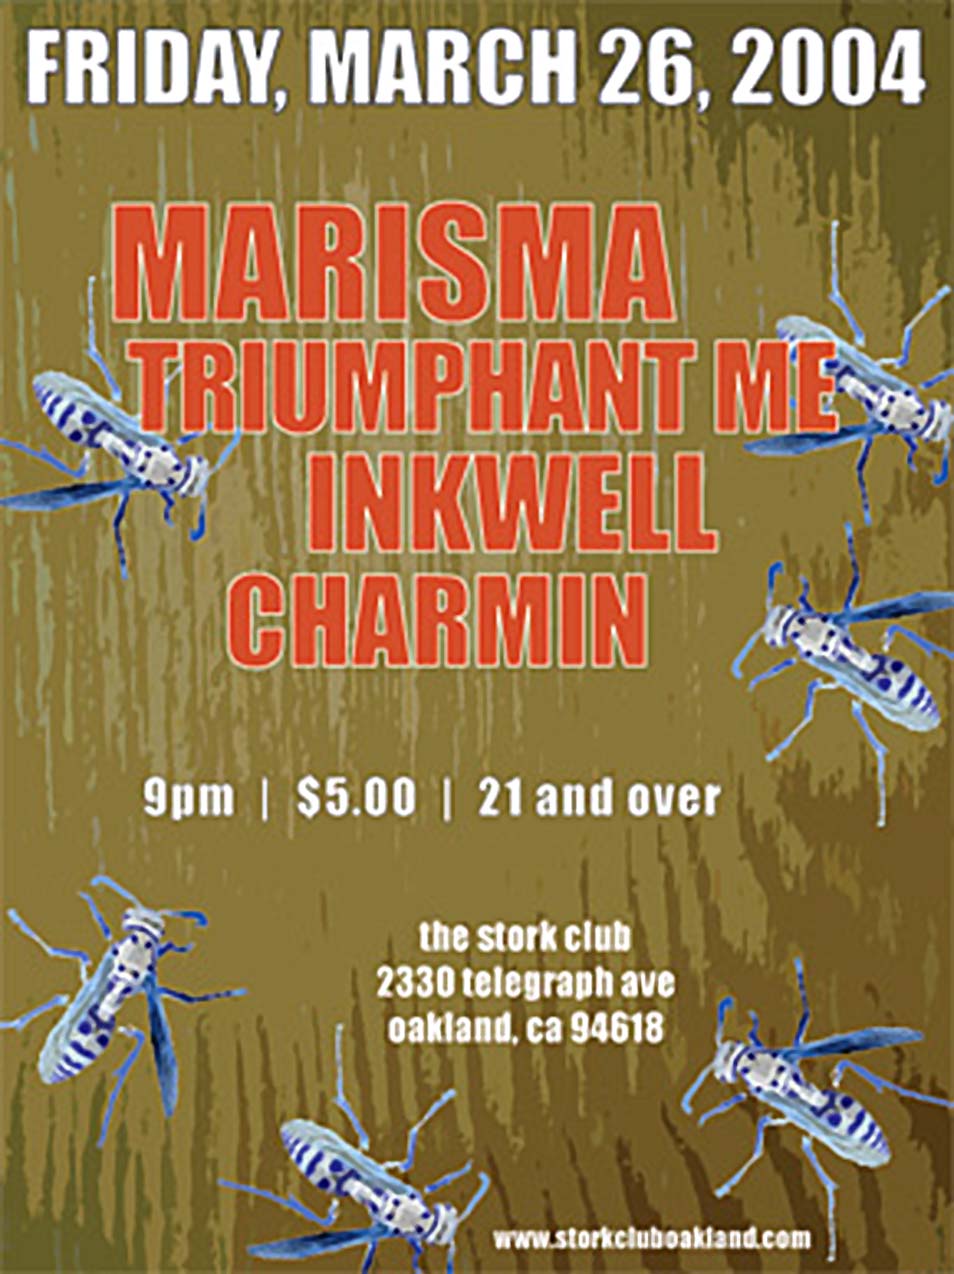 FRIDAY, MARCH 26, 2004
MARISMA
TRIUMPHANT ME
INKWELL
CHARMIN
9pm | $5.00 | 21 and over
the stork club
2330 telegraph ave
oakland, ca 94618
www.storkcluboakland.com